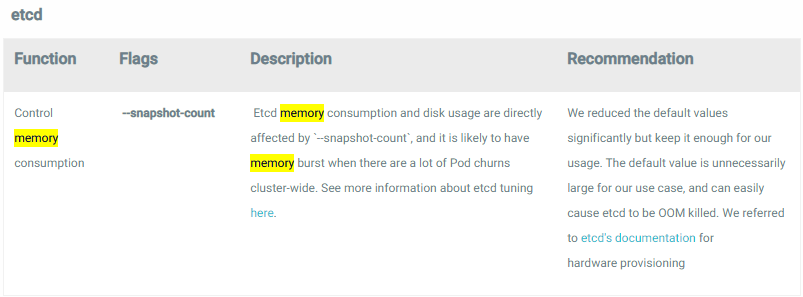 etcd
Function Flags Description Recommendation
Control
memory
consumption
--snapshot-count
Etcd memory consumption and disk usage are directly
affected by `--snapshot-count`, and it is likely to have
memory burst when there are a lot of Pod churns
cluster-wide. See more information about etcd tuning
here.
We reduced the default values
significantly but keep it enough for our
usage. The default value is unnecessarily
large for our use case, and can easily
cause etcd to be OOM killed. We referred
to etcd's documentation for
hardware provisioning